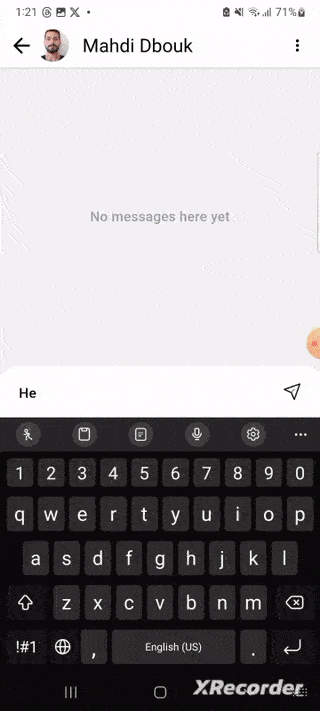 1:21 71%
Mahdi Dbouk
No messages here yet
He
1 2 3 4 5 6 7 8 9 0
q w e r t y u i o p
a s d f g h j k l
z x c v b n m
!#1 , English (US) .
XRecorder